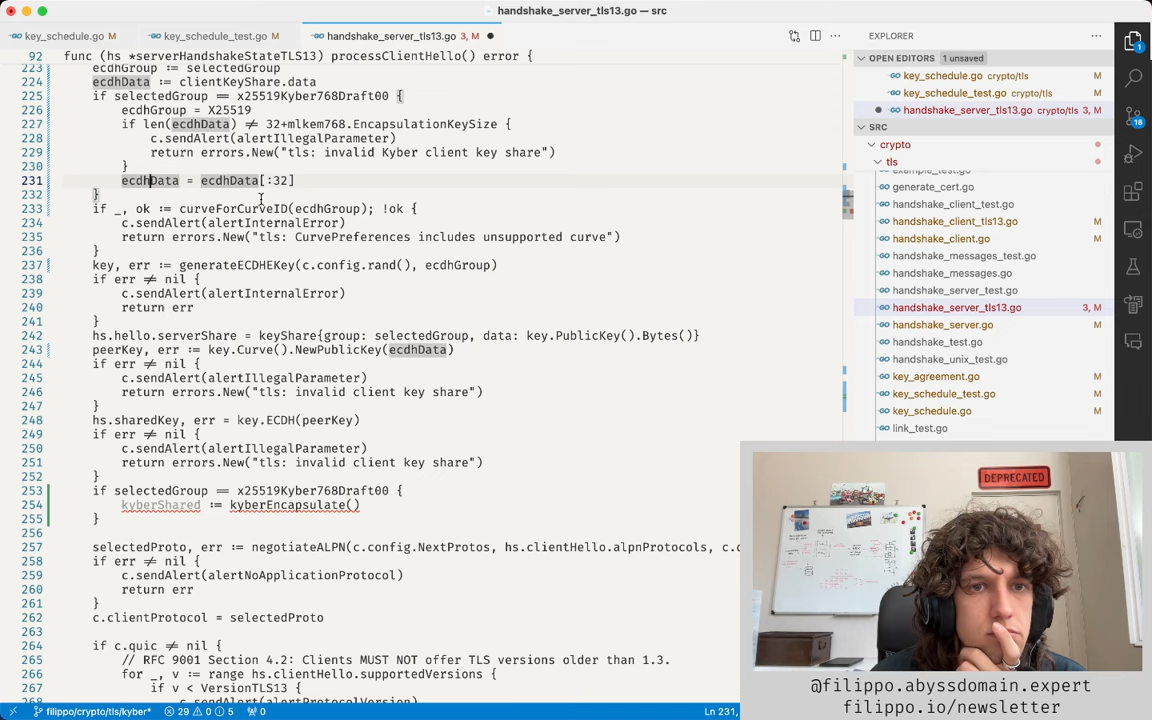 handshake_server_tls13.go — src
key_schedule.go M
key_schedule_test.go M
handshake_server_tls13.go 3, M
EXPLORER
92 func (hs *serverHandshakeStateTLS13) processClientHello() error {
223 ecdhGroup := selectedGroup
224 ecdhData := clientKeyShare.data
225 if selectedGroup == x25519Kyber768Draft00 {
226 ecdhGroup = X25519
227 if len(ecdhData) ≠ 32+mlkem768.EncapsulationKeySize {
228 c.sendAlert(alertIllegalParameter)
229 return errors.New("tls: invalid Kyber client key share")
230 }
231 ecdhData = ecdhData[:32]
232 }
233 if _, ok := curveForCurveID(ecdhGroup); !ok {
234 c.sendAlert(alertInternalError)
235 return errors.New("tls: CurvePreferences includes unsupported curve")
236 }
237 key, err := generateECDHEKey(c.config.rand(), ecdhGroup)
238 if err ≠ nil {
239 c.sendAlert(alertInternalError)
240 return err
241 }
242 hs.hello.serverShare = keyShare{group: selectedGroup, data: key.PublicKey().Bytes()}
243 peerKey, err := key.Curve().NewPublicKey(ecdhData)
244 if err ≠ nil {
245 c.sendAlert(alertIllegalParameter)
246 return errors.New("tls: invalid client key share")
247 }
248 hs.sharedKey, err = key.ECDH(peerKey)
249 if err ≠ nil {
250 c.sendAlert(alertIllegalParameter)
251 return errors.New("tls: invalid client key share")
252 }
253 if selectedGroup == x25519Kyber768Draft00 {
254 kyberShared := kyberEncapsulate()
255 }
256
257 selectedProto, err := negotiateALPN(c.config.NextProtos, hs.clientHello.alpnProtocols, c.q
258 if err ≠ nil {
259 c.sendAlert(alertNoApplicationProtocol)
260 return err
261 }
262 c.clientProtocol = selectedProto
263
264 if c.quic ≠ nil {
265 // RFC 9001 Section 4.2: Clients MUST NOT offer TLS versions older than 1.3.
266 for _, v := range hs.clientHello.supportedVersions {
267 if v < VersionTLS13 {
268 c.sendAlert(alertProtocolVersion)
OPEN EDITORS 1 unsaved
key_schedule.go crypto/tls M
key_schedule_test.go crypto/tls M
handshake_server_tls13.go crypto/tls 3, M
SRC
crypto
tls
example_test.go
generate_cert.go
handshake_client_test.go
handshake_client_tls13.go M
handshake_client.go M
handshake_messages_test.go
handshake_messages.go
handshake_server_test.go
handshake_server_tls13.go 3, M
handshake_server.go M
handshake_test.go
handshake_unix_test.go
key_agreement.go M
key_schedule_test.go M
key_schedule.go M
link_test.go
1
16
DEPRECATED
@filippo.abyssdomain.expert
filippo.io/newsletter
filippo/crypto/tls/kyber* 29 0 5 0 Ln 231,